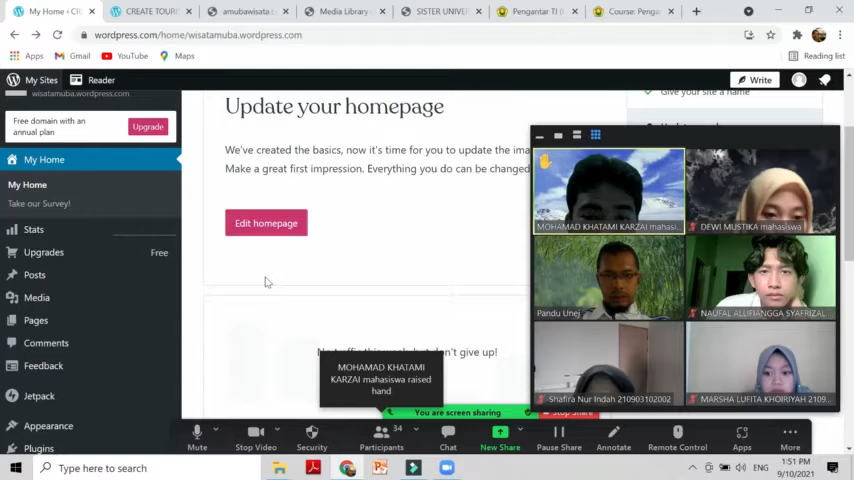 My Home ‹ CR
CREATE TOURI
amubawisata.
Media Library
SISTER UNIVER
Pengantar TI (
Course: Penga
wordpress.com/home/wisatamuba.wordpress.com
Apps
Gmail
YouTube
Maps
Reading list
My Sites
Reader
Write
wisatamuba.wordpress.com
Free domain with an
annual plan
Upgrade
My Home
My Home
Take our Survey!
Stats
Upgrades
Free
Posts
Media
Pages
Comments
Feedback
Jetpack
Appearance
Plugins
Update your homepage
We've created the basics, now it's time for you to update the ima
Make a great first impression. Everything you do can be changed
Edit homepage
Give your site a name
don't give up!
MOHAMAD KHATAMI KARZAI mahasi...
DEWI MUSTIKA mahasiswa
Pandu Unej
NAUFAL ALLIFIANGGA SYAFRIZAL
Shafira Nur Indah 210903102002
MARSHA LUFITA KHOIRIYAH 2109...
MOHAMAD KHATAMI
KARZAI mahasiswa raised
hand
You are screen sharing
Stop Share
Mute
Stop Video
Security
34
Participants
Chat
New Share
Pause Share
Annotate
Remote Control
Apps
More
Type here to search
ENG
1:51 PM
9/10/2021